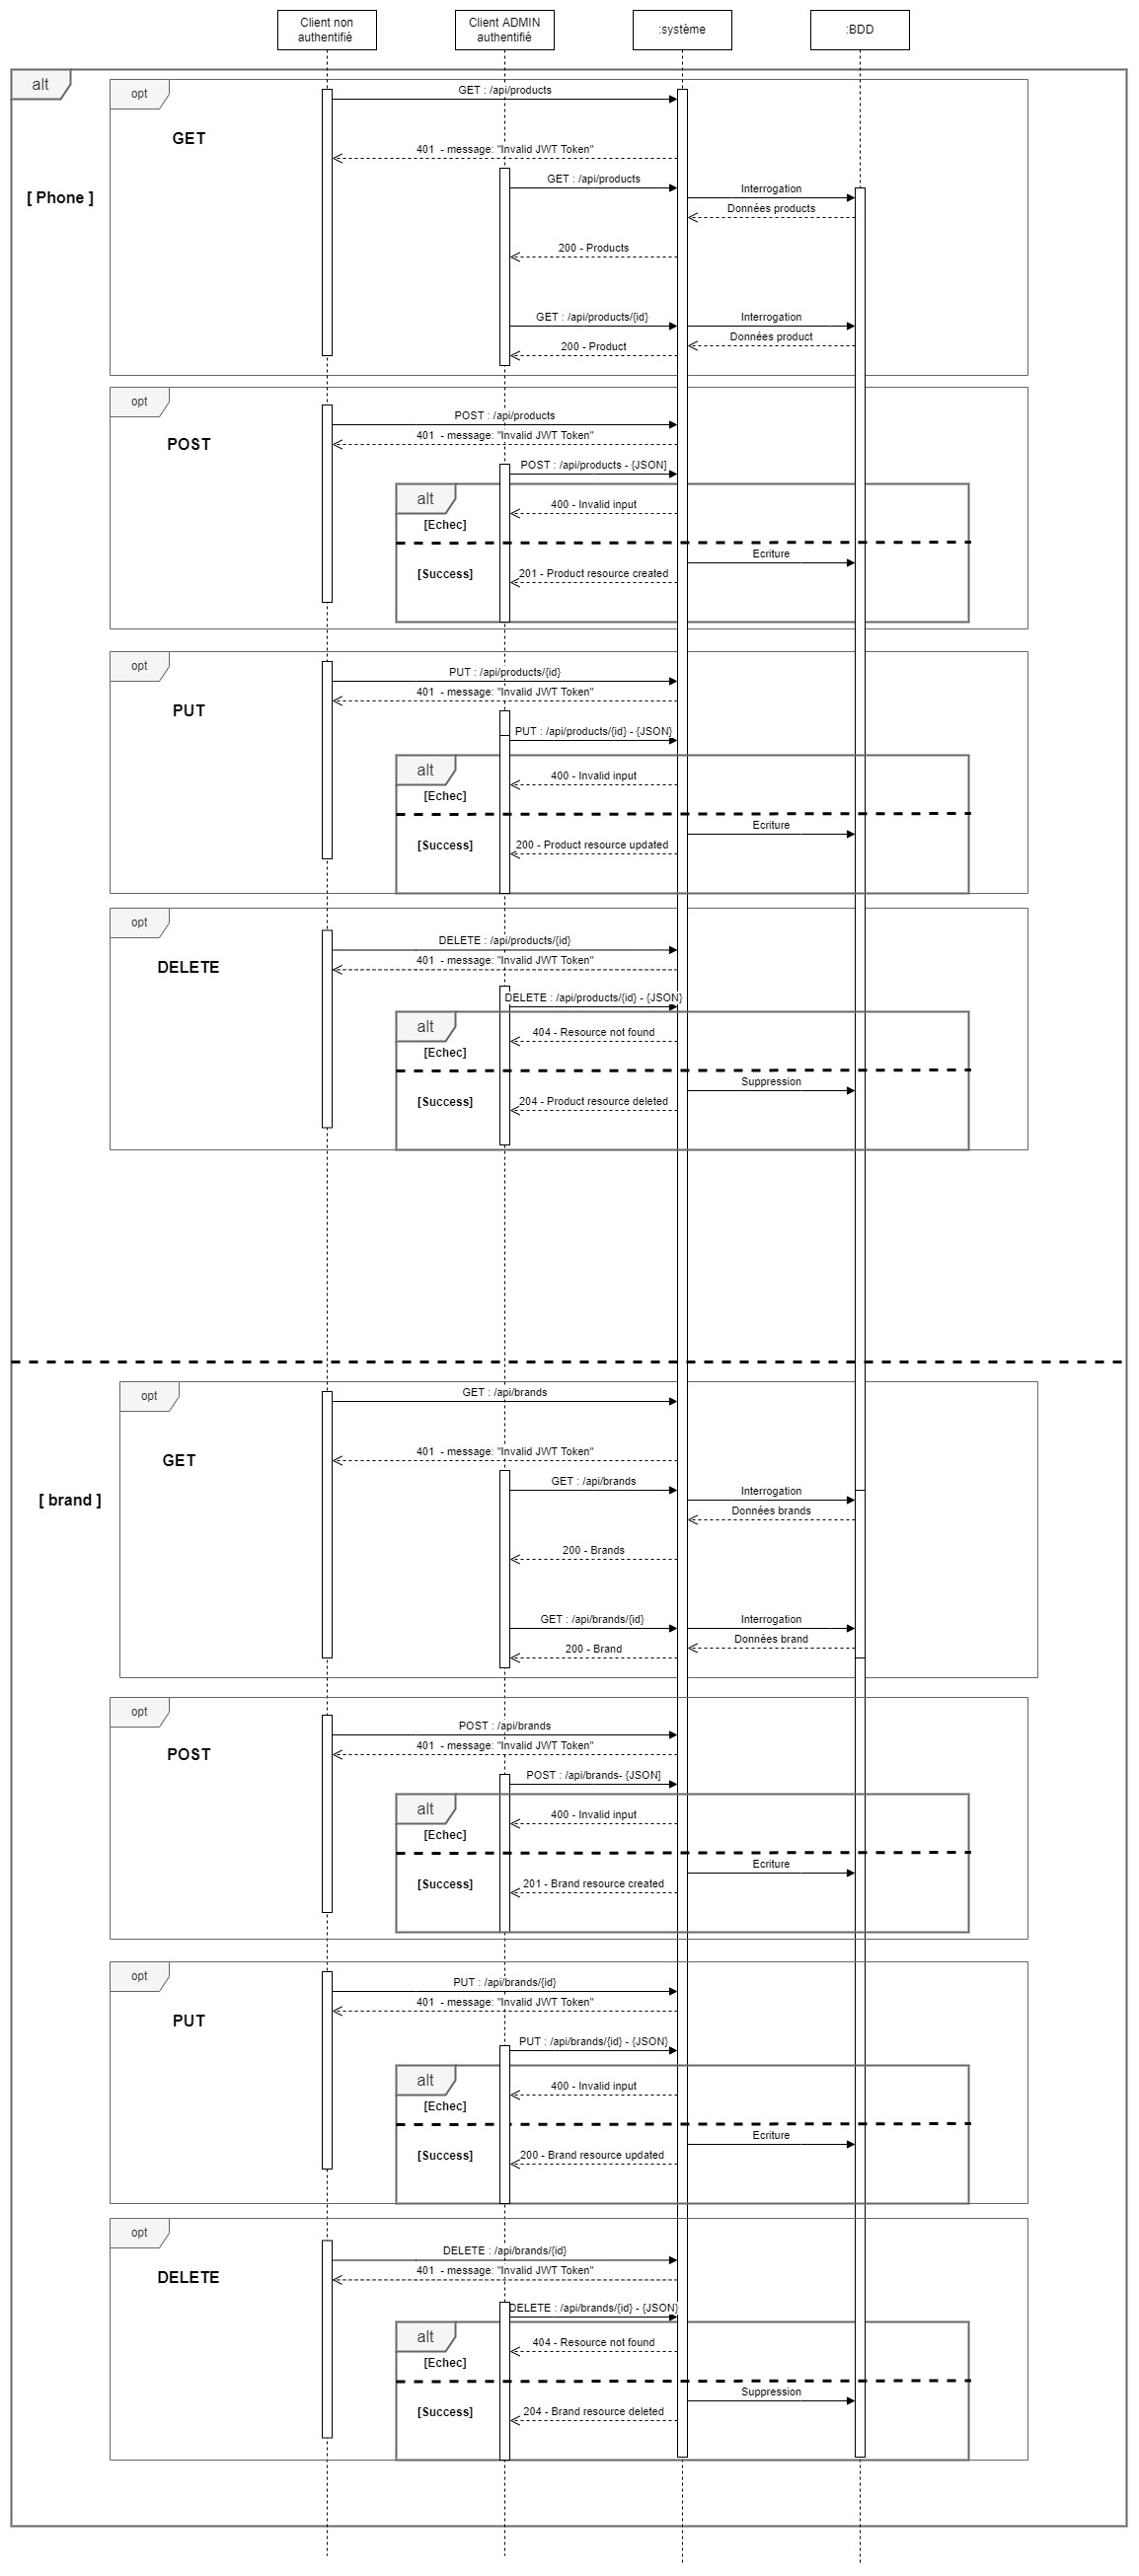 Client non
authentifié
Client ADMIN
authentifié
:système
:BDD
alt
opt
GET : /api/products
GET
401 - message: "Invalid JWT Token"
GET : /api/products
[ Phone ]
Interrogation
Données products
200 - Products
GET : /api/products/{id}
Interrogation
Données product
200 - Product
opt
POST : /api/products
401 - message: "Invalid JWT Token"
POST
POST : /api/products - {JSON]
alt
400 - Invalid input
[Echec]
Ecriture
[Success]
201 - Product resource created
opt
PUT : /api/products/{id}
401 - message: "Invalid JWT Token"
PUT
PUT : /api/products/{id} - {JSON}
alt
400 - Invalid input
[Echec]
Ecriture
[Success]
200 - Product resource updated
opt
DELETE : /api/products/{id}
401 - message: "Invalid JWT Token"
DELETE
DELETE : /api/products/{id} - {JSON}
alt
404 - Resource not found
[Echec]
Suppression
[Success]
204 - Product resource deleted
opt
GET : /api/brands
401 - message: "Invalid JWT Token"
GET
GET : /api/brands
[ brand ]
Interrogation
Données brands
200 - Brands
GET : /api/brands/{id}
Interrogation
Données brand
200 - Brand
opt
POST : /api/brands
401 - message: "Invalid JWT Token"
POST
POST : /api/brands- {JSON]
alt
400 - Invalid input
[Echec]
Ecriture
[Success]
201 - Brand resource created
opt
PUT : /api/brands/{id}
401 - message: "Invalid JWT Token"
PUT
PUT : /api/brands/{id} - {JSON}
alt
400 - Invalid input
[Echec]
Ecriture
[Success]
200 - Brand resource updated
opt
DELETE : /api/brands/{id}
401 - message: "Invalid JWT Token"
DELETE
DELETE : /api/brands/{id} - {JSON}
alt
404 - Resource not found
[Echec]
Suppression
[Success]
204 - Brand resource deleted